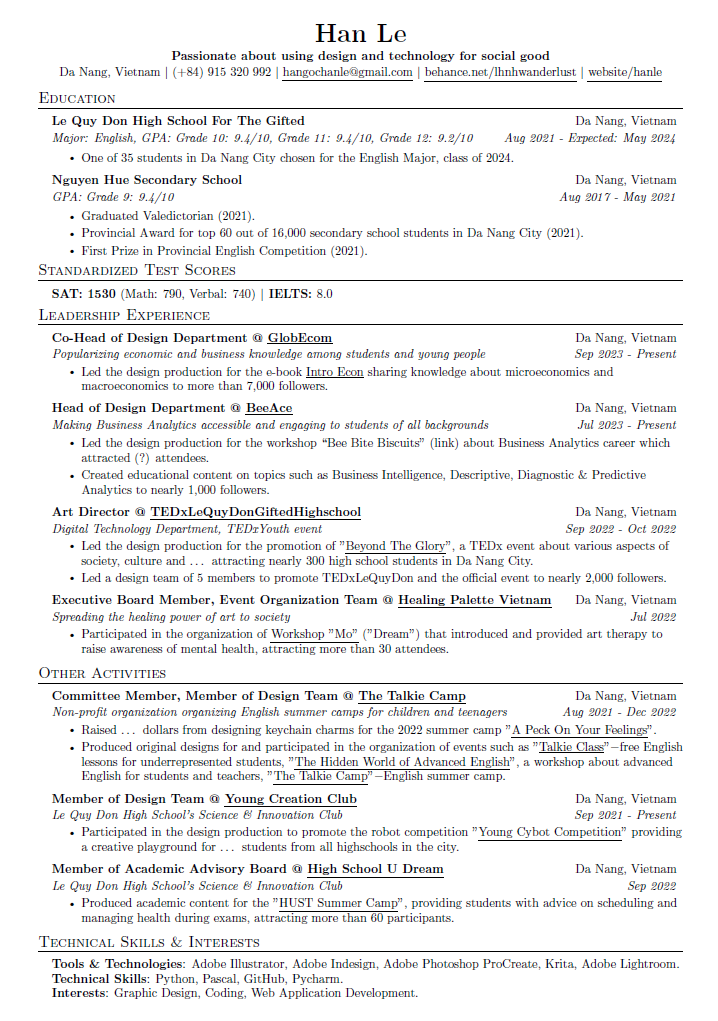 Han Le
Passionate about using design and technology for social good
Da Nang, Vietnam | (+84) 915 320 992 | hangochanle@gmail.com | behance.net/lhnhwanderlust | website/hanle
Education
Le Quy Don High School For The Gifted Da Nang, Vietnam
Major: English, GPA: Grade 10: 9.4/10, Grade 11: 9.4/10, Grade 12: 9.2/10 Aug 2021 - Expected: May 2024
• One of 35 students in Da Nang City chosen for the English Major, class of 2024.
Nguyen Hue Secondary School Da Nang, Vietnam
GPA: Grade 9: 9.4/10 Aug 2017 - May 2021
• Graduated Valedictorian (2021).
• Provincial Award for top 60 out of 16,000 secondary school students in Da Nang City (2021).
• First Prize in Provincial English Competition (2021).
Standardized Test Scores
SAT: 1530 (Math: 790, Verbal: 740) | IELTS: 8.0
Leadership Experience
Co-Head of Design Department @ GlobEcom Da Nang, Vietnam
Popularizing economic and business knowledge among students and young people Sep 2023 - Present
• Led the design production for the e-book Intro Econ sharing knowledge about microeconomics and
macroeconomics to more than 7,000 followers.
Head of Design Department @ BeeAce Da Nang, Vietnam
Making Business Analytics accessible and engaging to students of all backgrounds Jul 2023 - Present
• Led the design production for the workshop “Bee Bite Biscuits” (link) about Business Analytics career which
attracted (?) attendees.
• Created educational content on topics such as Business Intelligence, Descriptive, Diagnostic & Predictive
Analytics to nearly 1,000 followers.
Art Director @ TEDxLeQuyDonGiftedHighschool Da Nang, Vietnam
Digital Technology Department, TEDxYouth event Sep 2022 - Oct 2022
• Led the design production for the promotion of ”Beyond The Glory”, a TEDx event about various aspects of
society, culture and ... attracting nearly 300 high school students in Da Nang City.
• Led a design team of 5 members to promote TEDxLeQuyDon and the official event to nearly 2,000 followers.
Executive Board Member, Event Organization Team @ Healing Palette Vietnam Da Nang, Vietnam
Spreading the healing power of art to society Jul 2022
• Participated in the organization of Workshop ”Mo” (”Dream”) that introduced and provided art therapy to
raise awareness of mental health, attracting more than 30 attendees.
Other Activities
Committee Member, Member of Design Team @ The Talkie Camp Da Nang, Vietnam
Non-profit organization organizing English summer camps for children and teenagers Aug 2021 - Dec 2022
• Raised ... dollars from designing keychain charms for the 2022 summer camp ”A Peck On Your Feelings”.
• Produced original designs for and participated in the organization of events such as ”Talkie Class”−free English
lessons for underrepresented students, ”The Hidden World of Advanced English”, a workshop about advanced
English for students and teachers, ”The Talkie Camp”−English summer camp.
Member of Design Team @ Young Creation Club Da Nang, Vietnam
Le Quy Don High School's Science & Innovation Club Sep 2021 - Present
• Participated in the design production to promote the robot competition ”Young Cybot Competition” providing
a creative playground for ... students from all highschools in the city.
Member of Academic Advisory Board @ High School U Dream Da Nang, Vietnam
Le Quy Don High School's Science & Innovation Club Sep 2022
• Produced academic content for the ”HUST Summer Camp”, providing students with advice on scheduling and
managing health during exams, attracting more than 60 participants.
Technical Skills & Interests
Tools & Technologies: Adobe Illustrator, Adobe Indesign, Adobe Photoshop ProCreate, Krita, Adobe Lightroom.
Technical Skills: Python, Pascal, GitHub, Pycharm.
Interests: Graphic Design, Coding, Web Application Development.